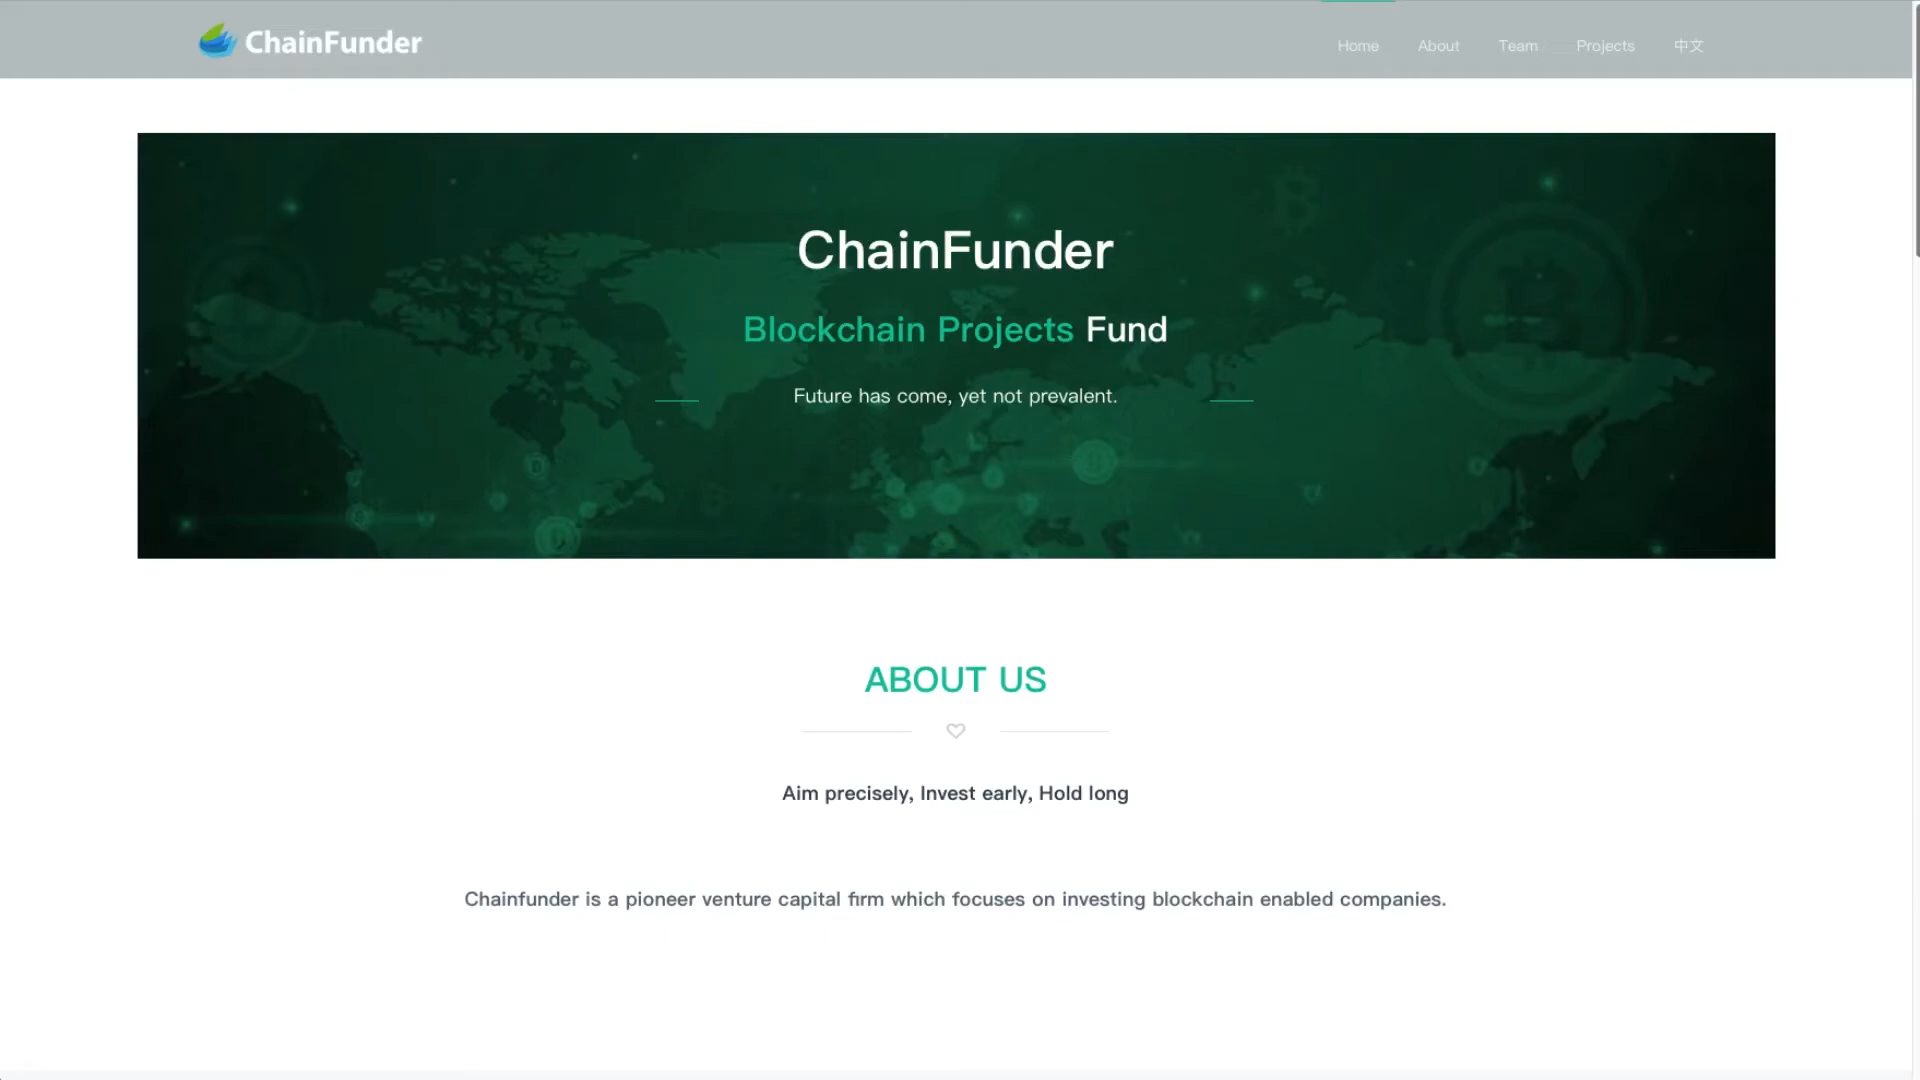 ChainFunder
Home About Team Projects 中文
ChainFunder
Blockchain Projects Fund
Future has come, yet not prevalent.
ABOUT US
Aim precisely, Invest early, Hold long
Chainfunder is a pioneer venture capital firm which focuses on investing blockchain enabled companies.